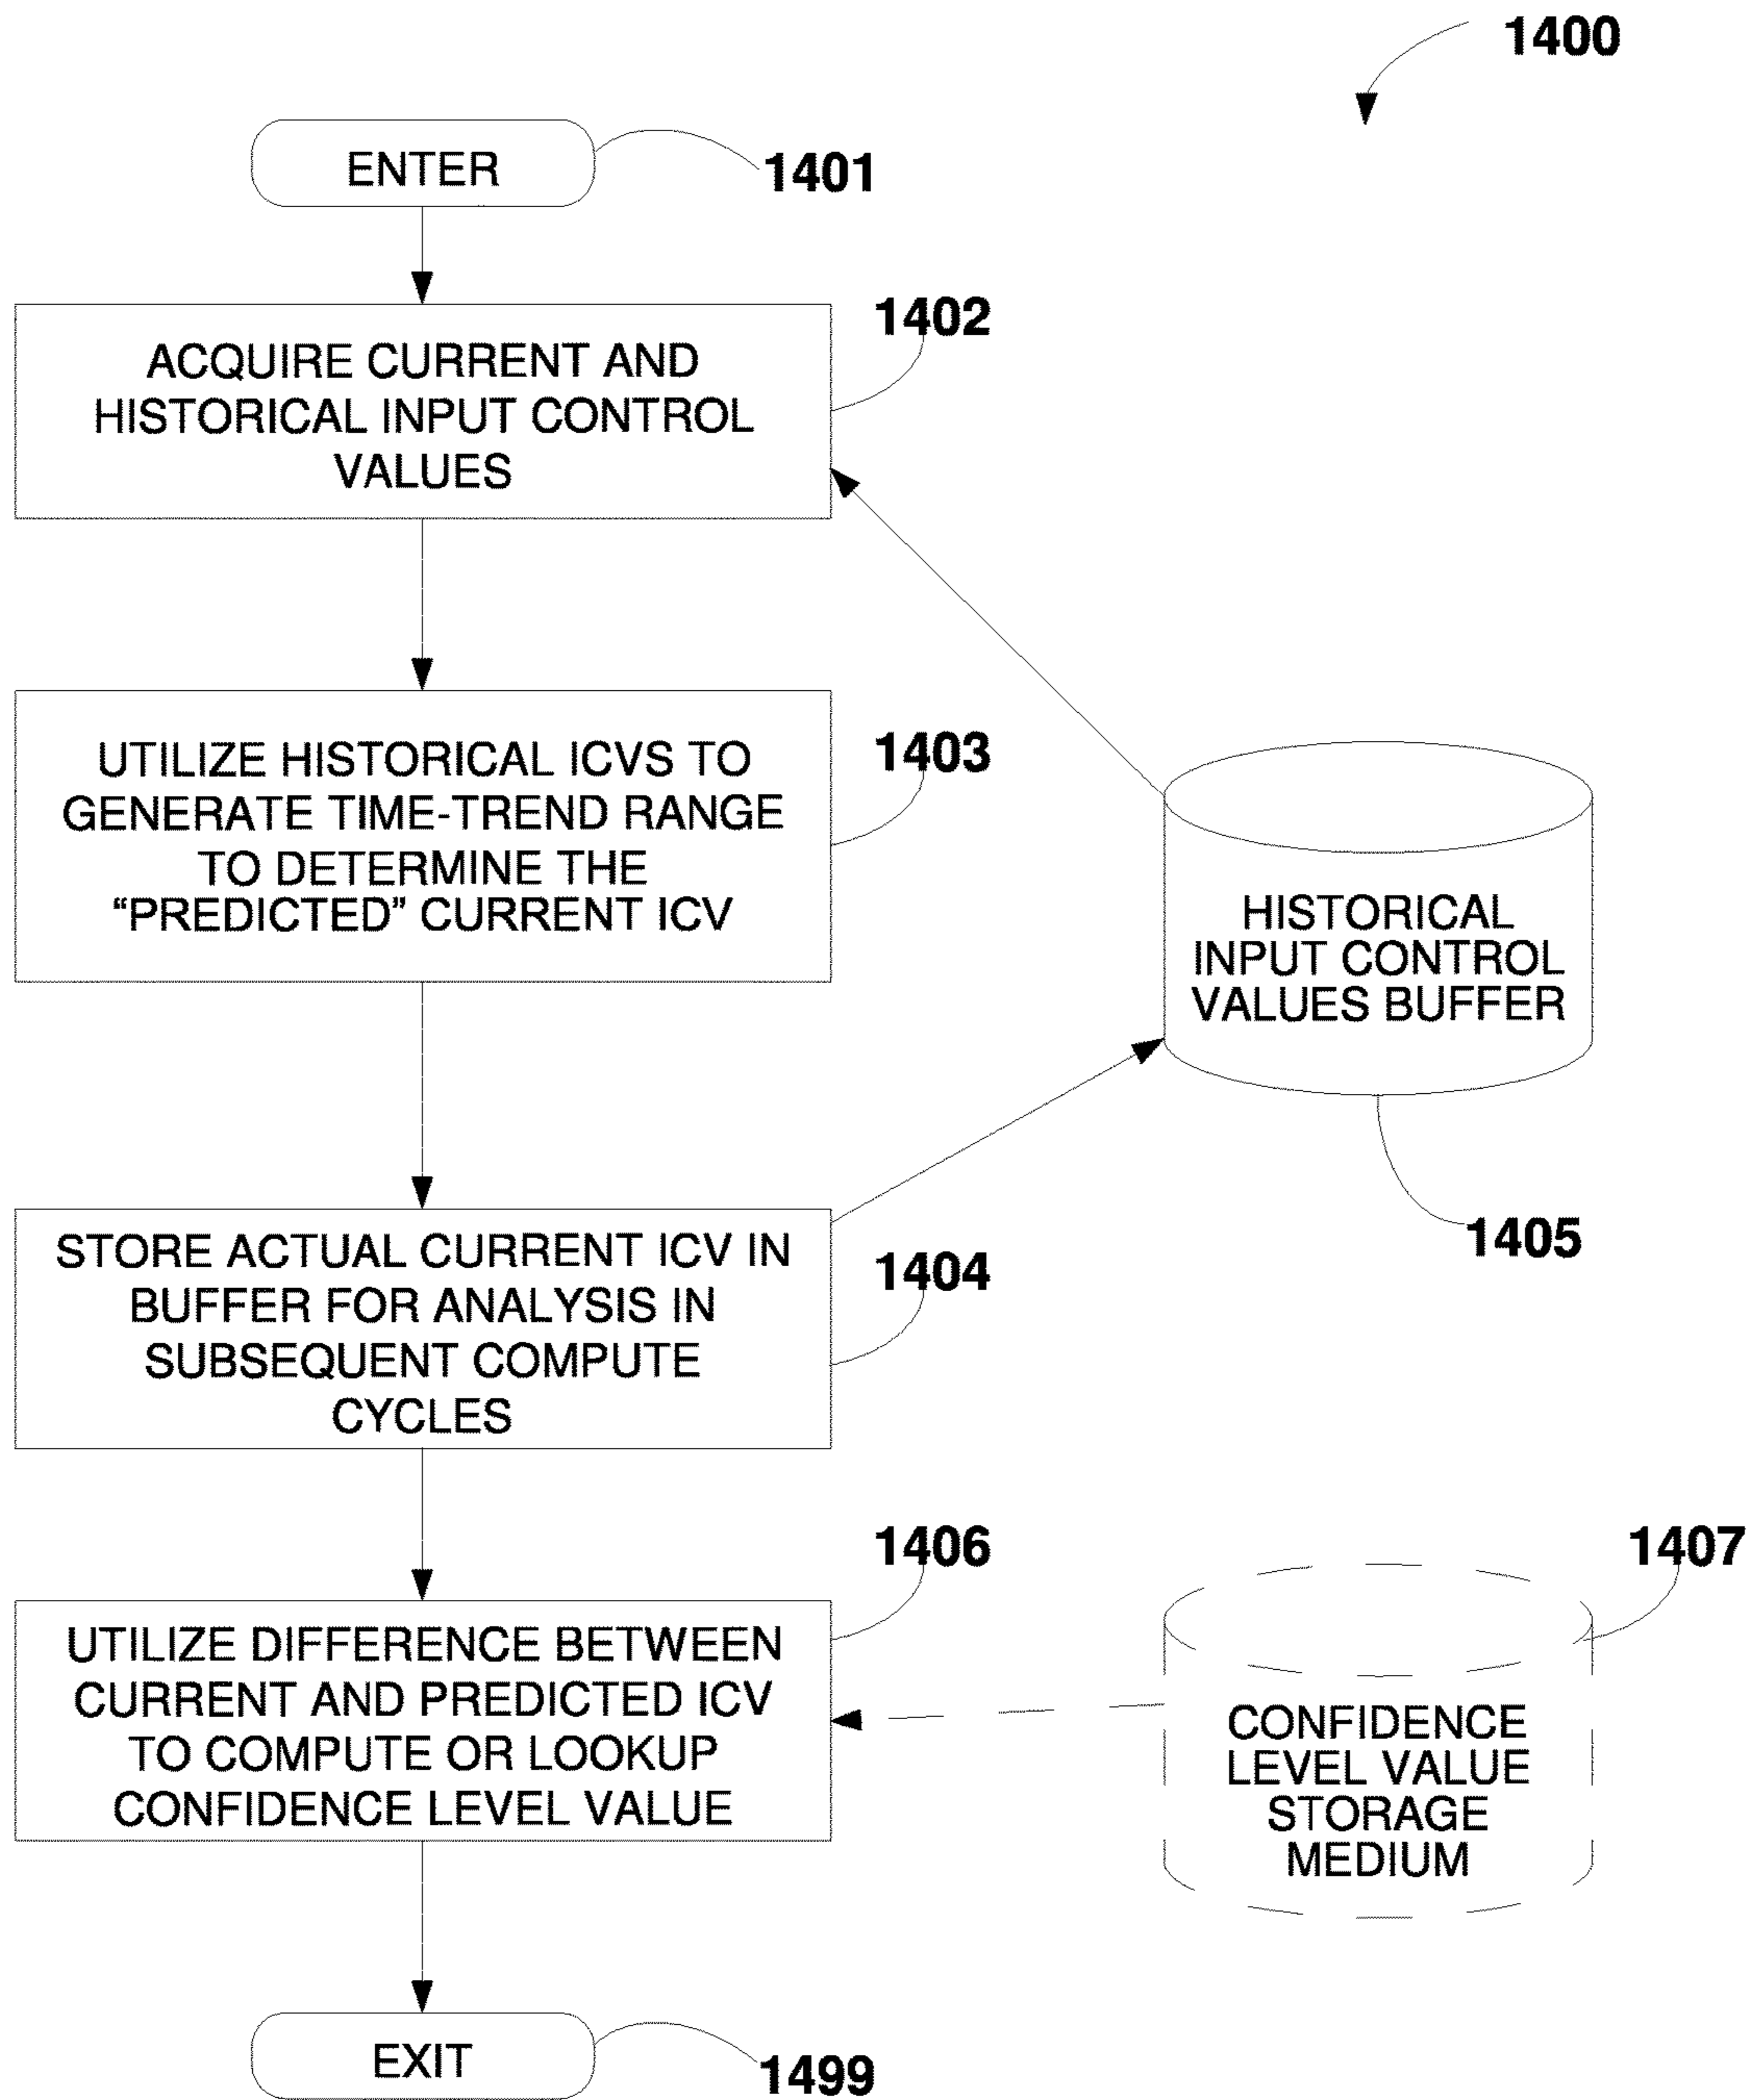 1400
ENTER
1401
1402
ACQUIRE CURRENT AND
HISTORICAL INPUT CONTROL
VALUES
1403
UTILIZE HISTORICAL ICVS TO
GENERATE TIME-TREND RANGE
TO DETERMINE THE
“PREDICTED” CURRENT ICV
HISTORICAL
INPUT CONTROL
VALUES BUFFER
1405
1404
STORE ACTUAL CURRENT ICV IN
BUFFER FOR ANALYSIS IN
SUBSEQUENT COMPUTE
CYCLES
1406
1407
UTILIZE DIFFERENCE BETWEEN
CURRENT AND PREDICTED ICV
TO COMPUTE OR LOOKUP
CONFIDENCE LEVEL VALUE
CONFIDENCE
LEVEL VALUE
STORAGE
MEDIUM
EXIT
1499